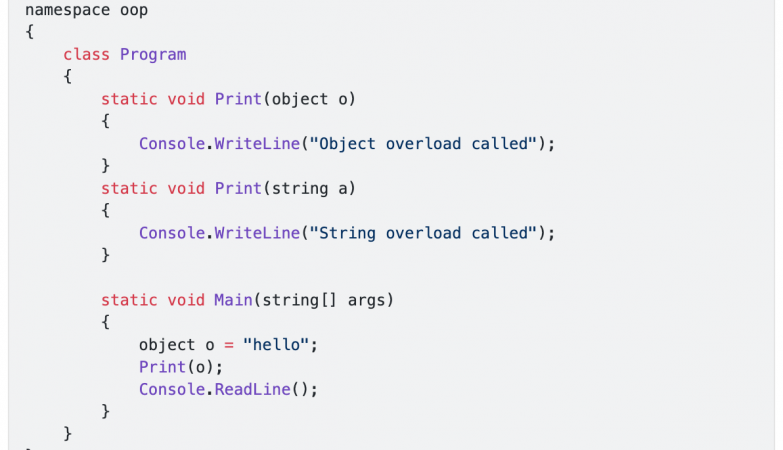 namespace oop
{
    class Program
    {
        static void Print(object o)
        {
            Console.WriteLine("Object overload called");
        }
        static void Print(string a)
        {
            Console.WriteLine("String overload called");
        }

        static void Main(string[] args)
        {
            object o = "hello";
            Print(o);
            Console.ReadLine();
        }
    }